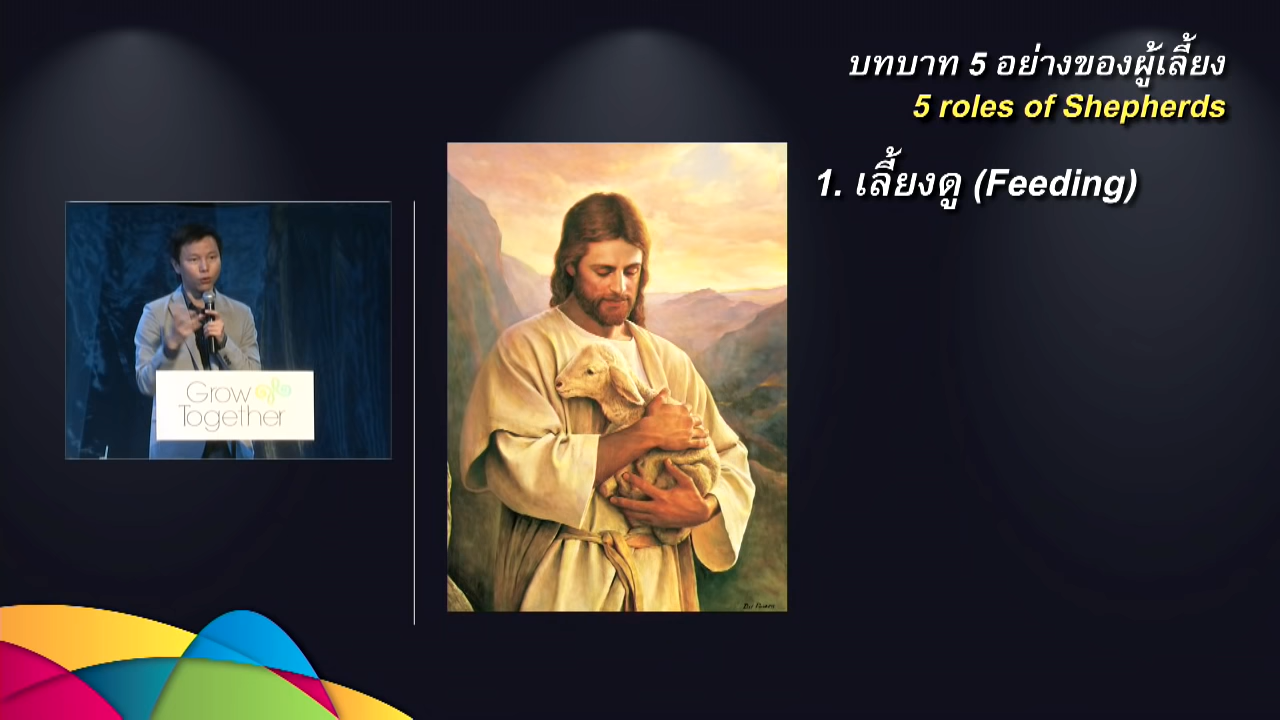 บทบาท 5 อย่างของผู้เลี้ยง
5 roles of Shepherds
1. เลี้ยงดู (Feeding)
Grow
Together